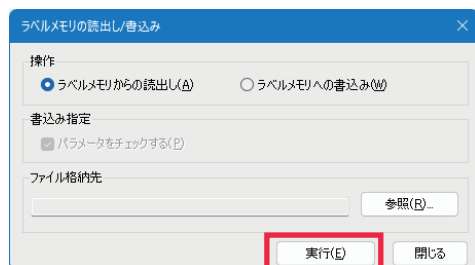 ラベルメモリの読出し/書込み
操作
ラベルメモリからの読出し(A)
ラベルメモリへの書込み(W)
書込み指定
パラメータをチェックする(P)
ファイル格納先
参照(R)...
実行(E)
閉じる